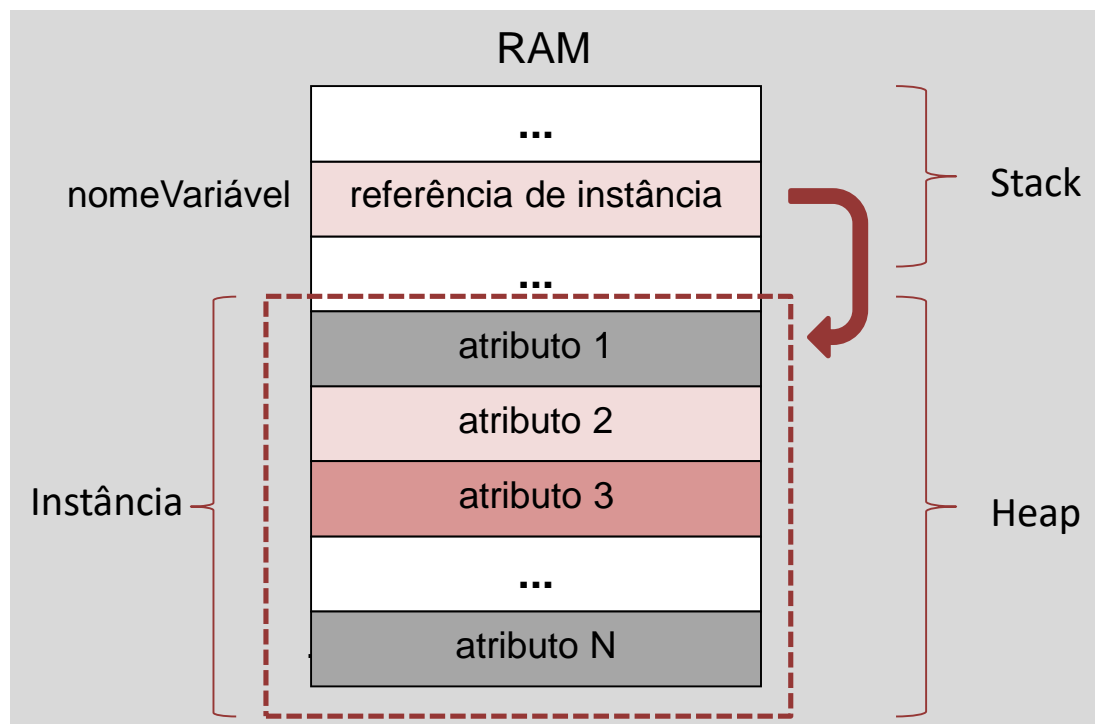 RAM
...
nomeVariável
referência de instância
Stack
...
atributo 1
atributo 2
Instância
atributo 3
Heap
...
atributo N
.